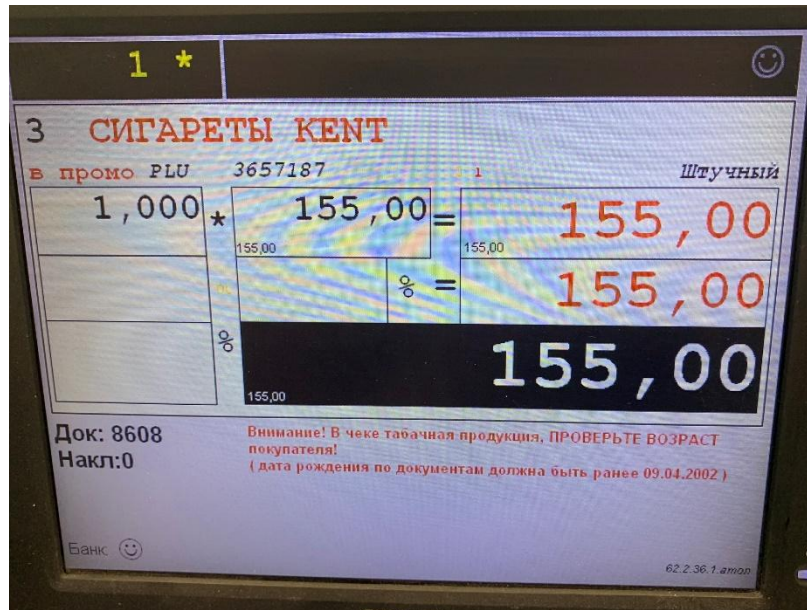 1 *
3 СИГАРЕТЫ KENT
в промо PLU 3657187 1 Штучный
1,000 * 155,00 = 155,00
155,00 155,00
% = 155,00
% 155,00
155,00
Док: 8608
Накл:0
Внимание! В чеке табачная продукция, ПРОВЕРЬТЕ ВОЗРАСТ
покупателя!
( дата рождения по документам должна быть ранее 09.04.2002 )
Банк
62.2.36.1.amon